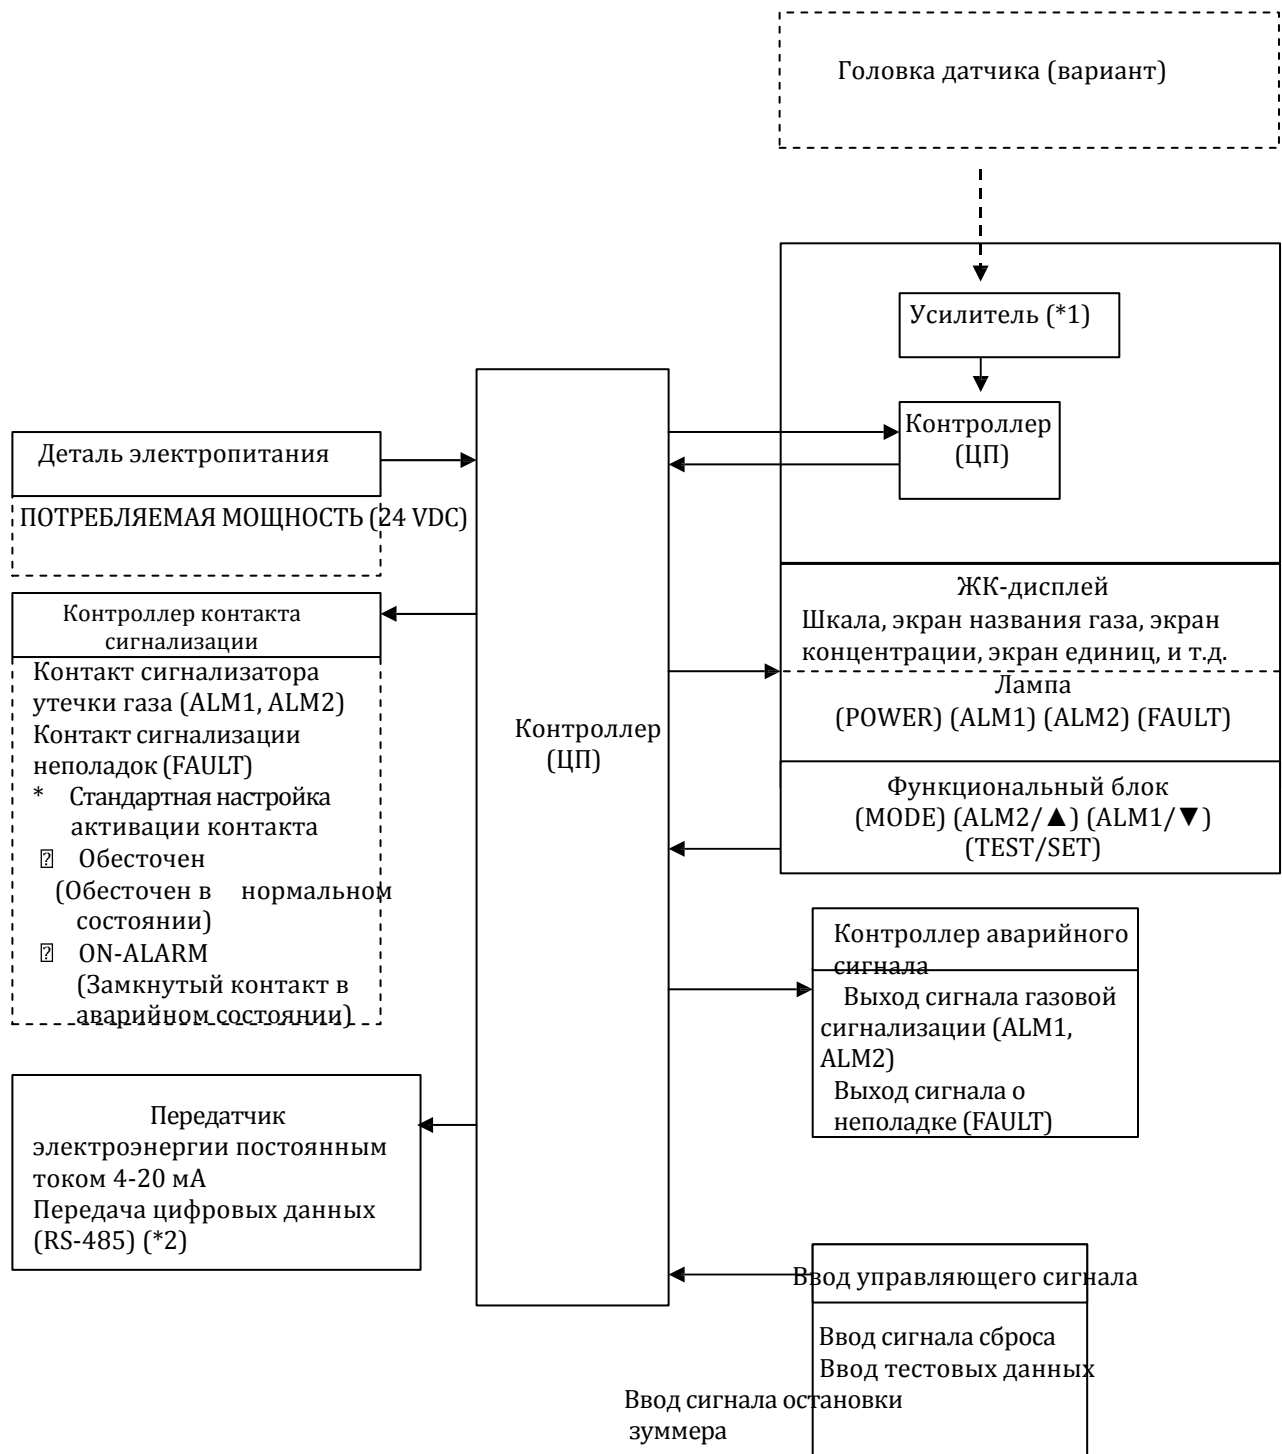 Головка датчика (вариант)
Усилитель (*1)
Контроллер
(ЦП)
Деталь электропитания
ПОТРЕБЛЯЕМАЯ МОЩНОСТЬ (24 VDC)
Контроллер контакта
сигнализации
Контакт сигнализатора
утечки газа (ALM1, ALM2)
Контакт сигнализации
неполадок (FAULT)
* Стандартная настройка
активации контакта
⍰ Обесточен
(Обесточен в нормальном
состоянии)
⍰ ON-ALARM
(Замкнутый контакт в
аварийном состоянии)
Передатчик
электроэнергии постоянным
током 4-20 мА
Передача цифровых данных
(RS-485) (*2)
Контроллер
(ЦП)
ЖК-дисплей
Шкала, экран названия газа, экран
концентрации, экран единиц, и т.д.
Лампа
(POWER) (ALM1) (ALM2) (FAULT)
Функциональный блок
(MODE) (ALM2/▲) (ALM1/▼)
(TEST/SET)
Контроллер аварийного
сигнала
Выход сигнала газовой
сигнализации (ALM1,
ALM2)
Выход сигнала о
неполадке (FAULT)
Ввод управляющего сигнала
Ввод сигнала сброса
Ввод тестовых данных
Ввод сигнала остановки
зуммера